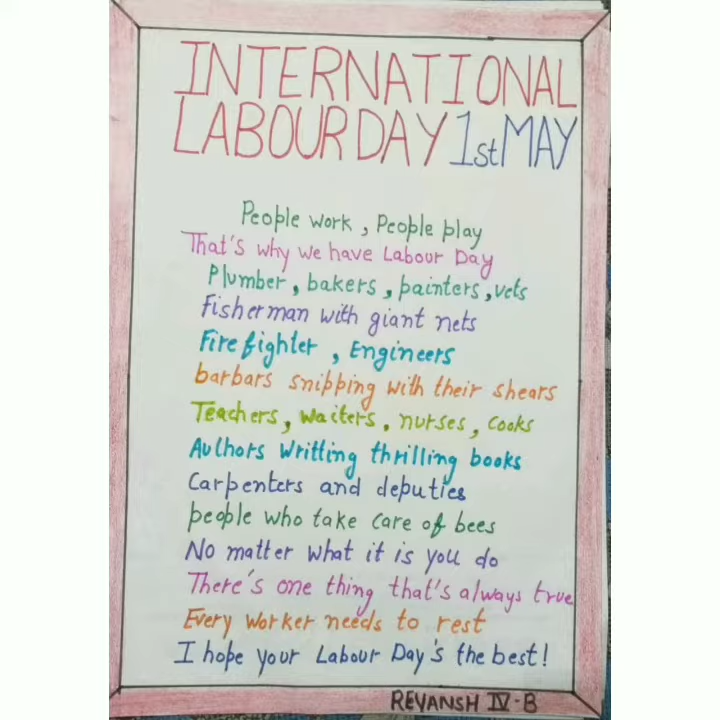 INTERNATIONAL
LABOUR DAY 1st MAY
People work, People play
That's why we have Labour Day
Plumber, bakers, painters, vets
fisherman with giant nets
Firefighter, Engineers
barbars snipping with their shears
Teachers, waiters, nurses, cooks
Authors Writting thrilling books
Carpenters and deputies
people who take care of bees
No matter what it is you do
There's one thing that's always true
Every worker needs to rest
I hope your Labour Day's the best!
REVANSH IV-B